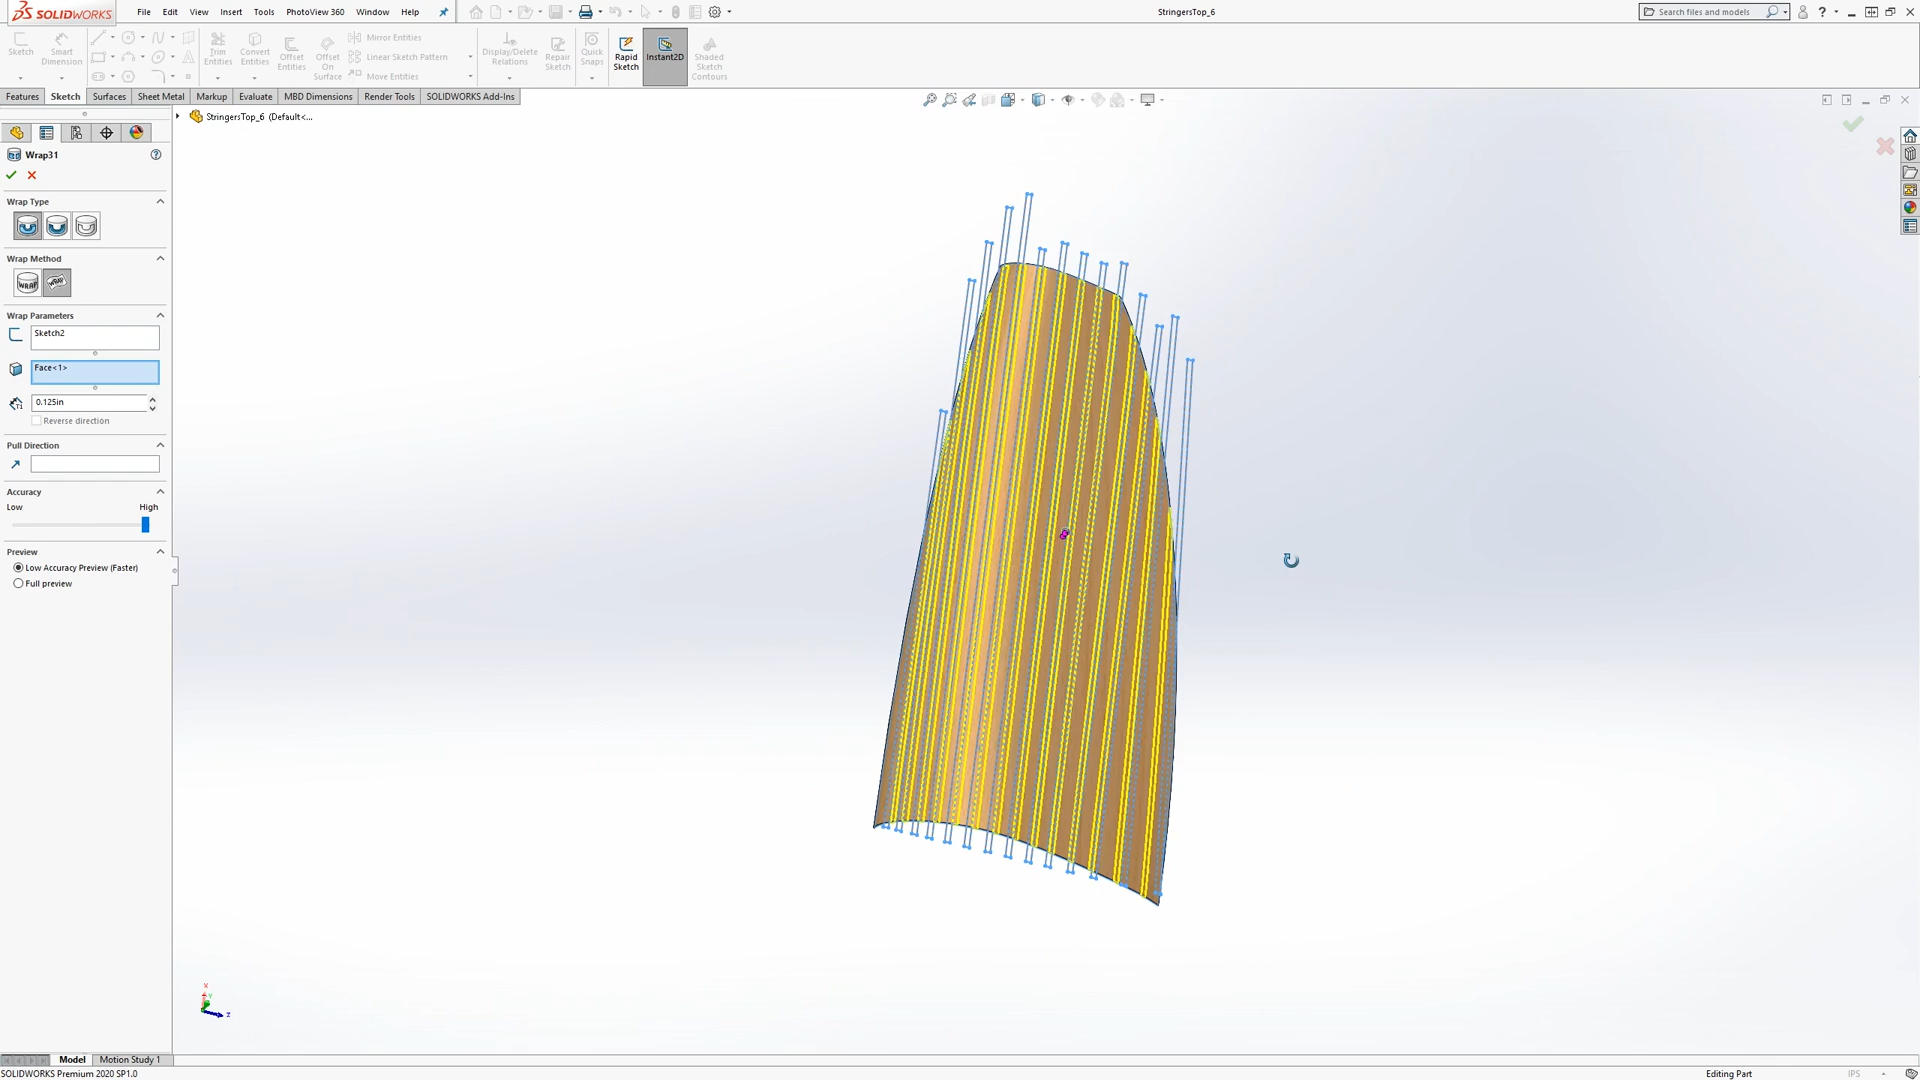 SOLIDWORKS
File Edit View Insert Tools PhotoView 360 Window Help
StringersTop_6
Search files and models
Sketch
Smart Dimension
Trim Entities
Convert Entities
Offset Entities
Offset On Surface
Mirror Entities
Linear Sketch Pattern
Move Entities
Display/Delete Relations
Repair Sketch
Quick Snaps
Rapid Sketch
Instant2D
Shaded Sketch Contours
Features Sketch Surfaces Sheet Metal Markup Evaluate MBD Dimensions Render Tools SOLIDWORKS Add-Ins
StringersTop_6 (Default<...
Wrap31
Wrap Type
Wrap Method
WRAP
WRAP
Wrap Parameters
Sketch2
Face<1>
0.125in
Reverse direction
Pull Direction
Accuracy
Low High
Preview
Low Accuracy Preview (Faster)
Full preview
X
Y
Z
Model Motion Study 1
SOLIDWORKS Premium 2020 SP1.0
Editing Part
IPS